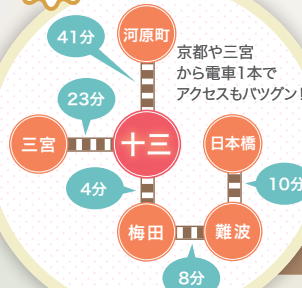 41分
河原町
京都や三宮
から電車1本で
アクセスもバツグン!
23分
三宮
十三
日本橋
4分
10分
梅田
難波
8分